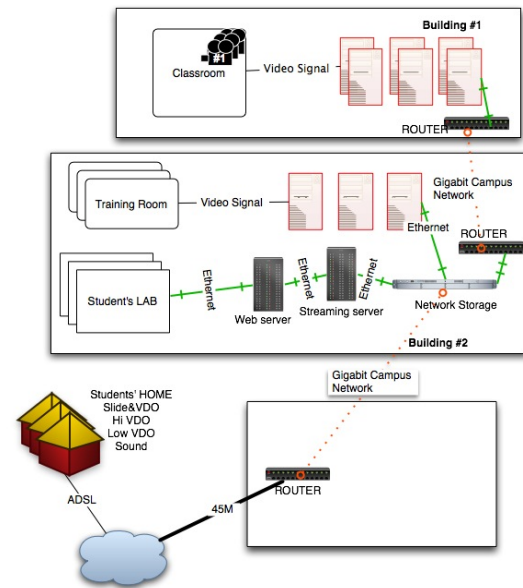 Building #1
#1
Classroom
Video Signal
ROUTER
Gigabit Campus
Network
Training Room
Video Signal
Ethernet
ROUTER
Student's LAB
Ethernet
Web server
Ethernet
Streaming server
Ethernet
Network Storage
Building #2
Gigabit Campus
Network
Students' HOME
Slide&VDO
Hi VDO
Low VDO
Sound
ADSL
45M
ROUTER